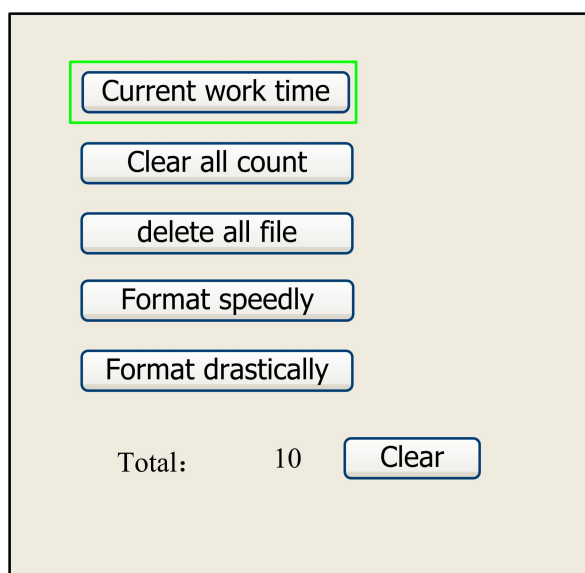 Current work time
Clear all count
delete all file
Format speedly
Format drastically
Total： 10 Clear